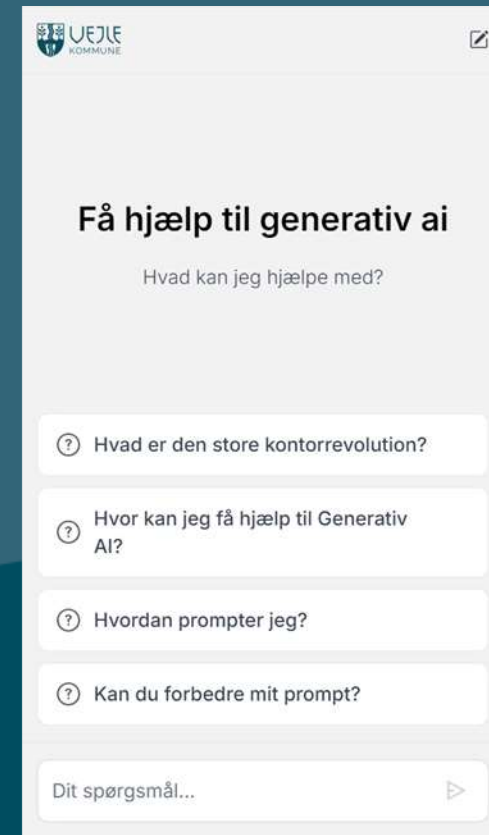 VEJLE
KOMMUNE
Få hjælp til generativ ai
Hvad kan jeg hjælpe med?
Hvad er den store kontorrevolution?
Hvor kan jeg få hjælp til Generativ
AI?
Hvordan prompter jeg?
Kan du forbedre mit prompt?
Dit spørgsmål...